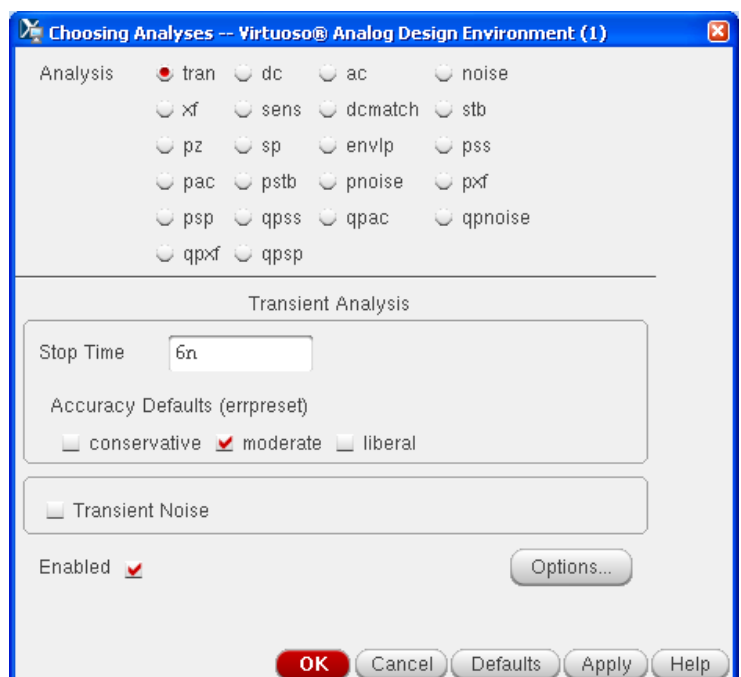 Choosing Analyses -- Virtuoso® Analog Design Environment (1)
Analysis tran dc ac noise
xf sens dcmatch stb
pz sp envlp pss
pac pstb pnoise pxf
psp qpss qpac qpnoise
qpxf qpsp
Transient Analysis
Stop Time 6n
Accuracy Defaults (errpreset)
conservative moderate liberal
Transient Noise
Enabled Options...
OK Cancel Defaults Apply Help